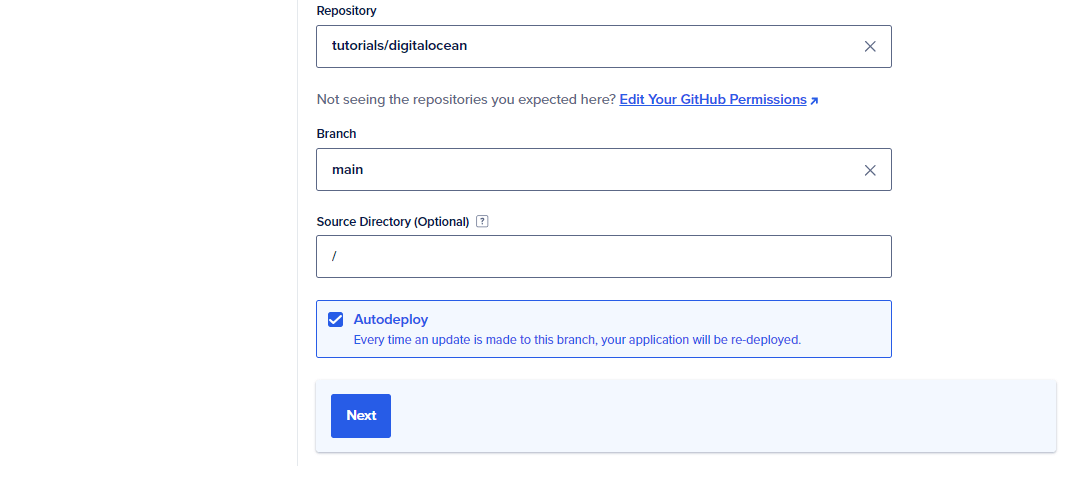 Repository
tutorials/digitalocean
Not seeing the repositories you expected here? Edit Your GitHub Permissions
Branch
main
Source Directory (Optional) ?
/
Autodeploy
Every time an update is made to this branch, your application will be re-deployed.
Next